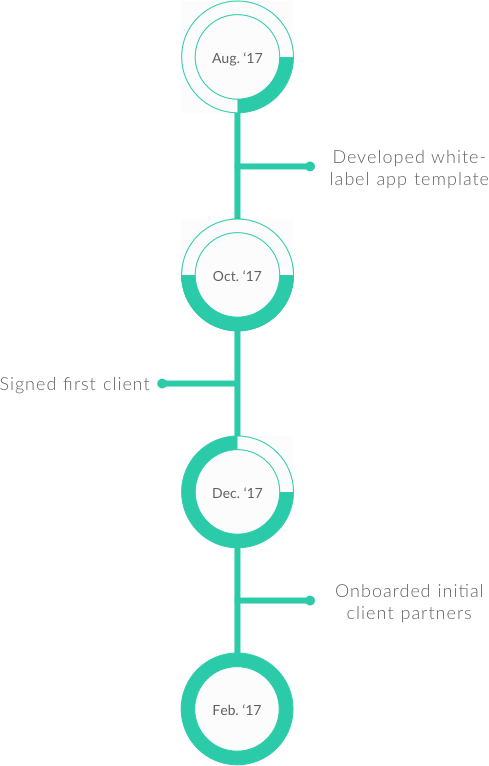 Aug. ‘17
Developed white-
label app template
Oct. ‘17
Signed first client
Dec. ‘17
Onboarded initial
client partners
Feb. ‘17